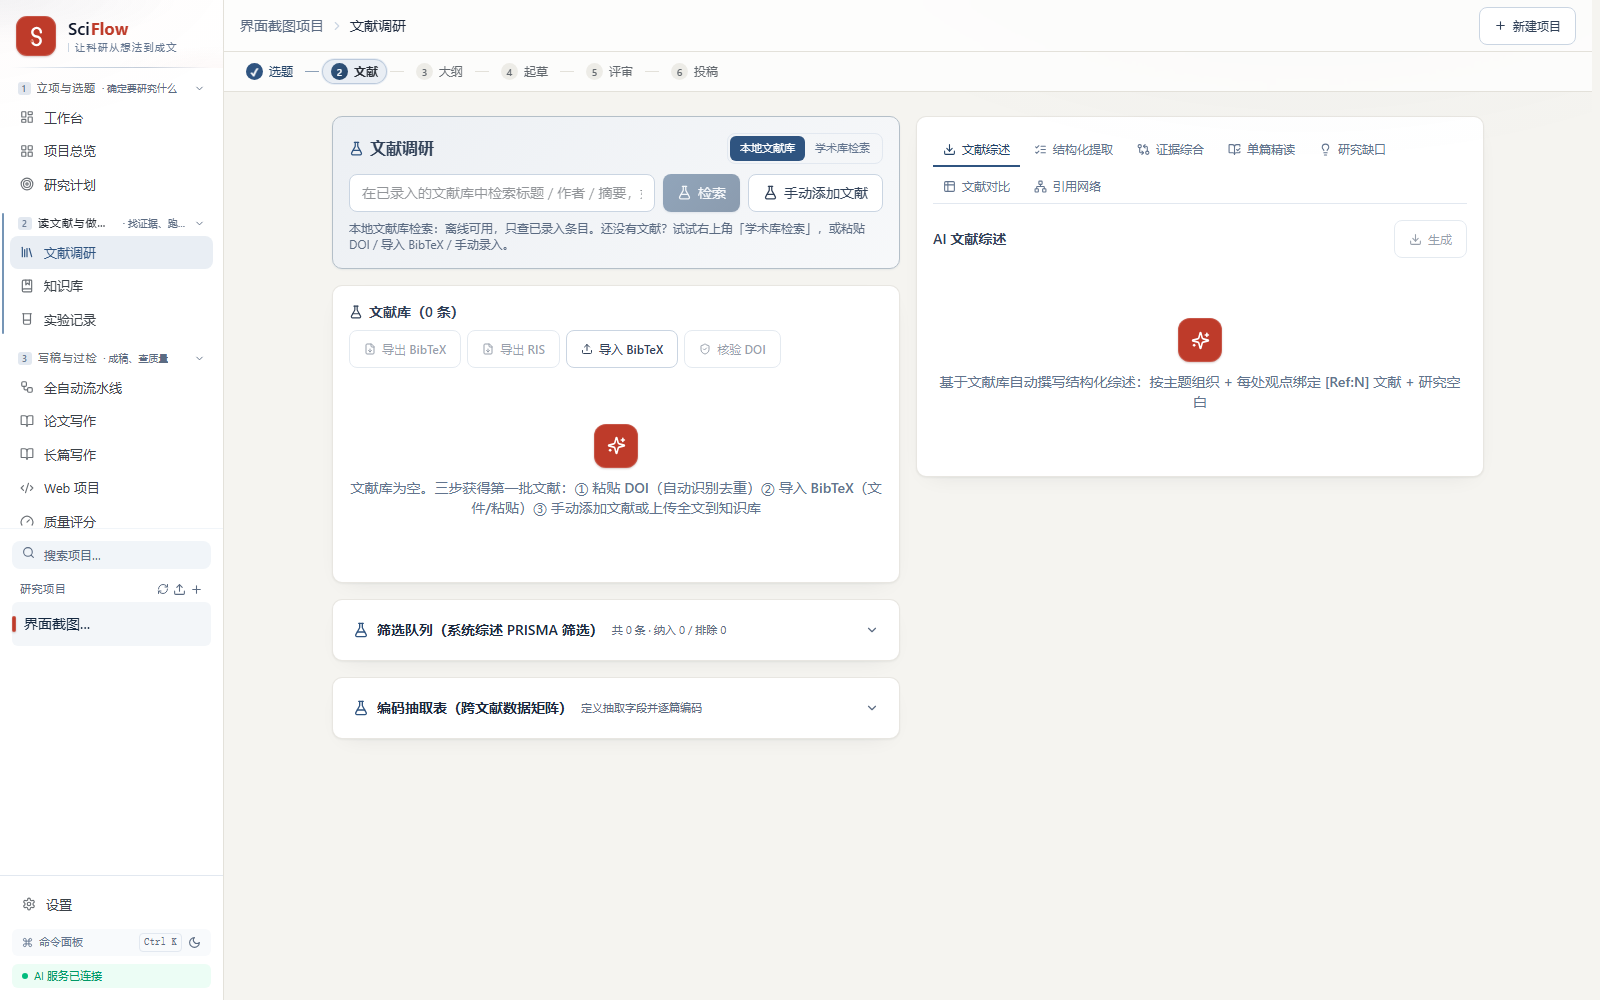 S
SciFlow
让科研从想法到成文
1 立项与选题 · 确定要研究什么
工作台
项目总览
研究计划
2 读文献与做... · 找证据、跑...
文献调研
知识库
实验记录
3 写稿与过检 · 成稿、查质量
全自动流水线
论文写作
长篇写作
Web 项目
质量评分
搜索项目...
研究项目
界面截图...
设置
命令面板 Ctrl K
AI 服务已连接
界面截图项目 > 文献调研
新建项目
选题 2 文献 3 大纲 4 起草 5 评审 6 投稿
文献调研
本地文献库 学术库检索
在已录入的文献库中检索标题 / 作者 / 摘要，
检索
手动添加文献
本地文献库检索：离线可用，只查已录入条目。还没有文献？试试右上角「学术库检索」，或粘贴
DOI / 导入 BibTeX / 手动录入。
文献库（0 条）
导出 BibTeX 导出 RIS 导入 BibTeX 核验 DOI
文献库为空。三步获得第一批文献：① 粘贴 DOI（自动识别去重）② 导入 BibTeX（文
件/粘贴）③ 手动添加文献或上传全文到知识库
筛选队列（系统综述 PRISMA 筛选） 共 0 条 · 纳入 0 / 排除 0
编码抽取表（跨文献数据矩阵） 定义抽取字段并逐篇编码
文献综述 结构化提取 证据综合 单篇精读 研究缺口
文献对比 引用网络
AI 文献综述
生成
基于文献库自动撰写结构化综述：按主题组织 + 每处观点绑定 [Ref:N] 文献 + 研究空
白